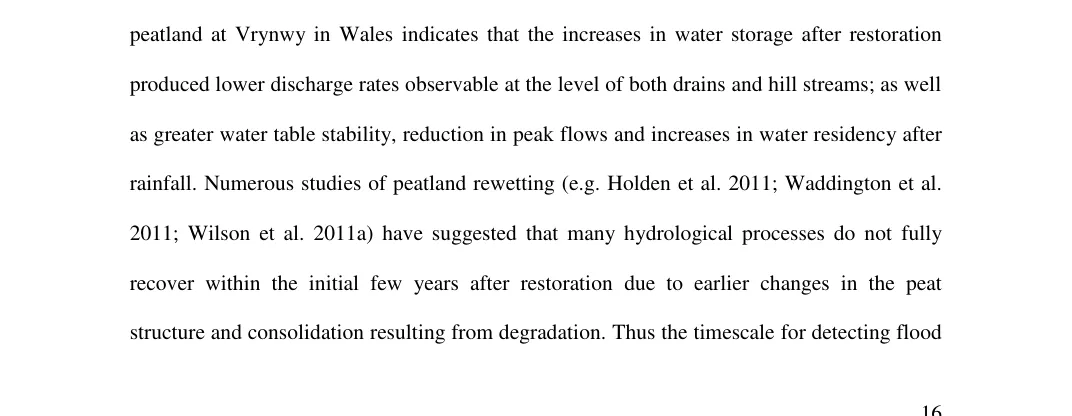 peatland at Vrynwy in Wales indicates that the increases in water storage after restoration
produced lower discharge rates observable at the level of both drains and hill streams; as well
as greater water table stability, reduction in peak flows and increases in water residency after
rainfall. Numerous studies of peatland rewetting (e.g. Holden et al. 2011; Waddington et al.
2011; Wilson et al. 2011a) have suggested that many hydrological processes do not fully
recover within the initial few years after restoration due to earlier changes in the peat
structure and consolidation resulting from degradation. Thus the timescale for detecting flood
16